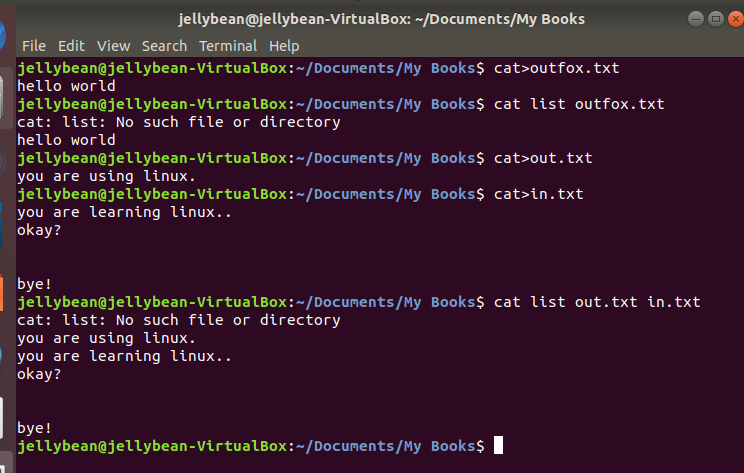 jellybean@jellybean-VirtualBox: ~/Documents/My Books
File Edit View Search Terminal Help
jellybean@jellybean-VirtualBox:~/Documents/My Books$ cat>outfox.txt
hello world
jellybean@jellybean-VirtualBox:~/Documents/My Books$ cat list outfox.txt
cat: list: No such file or directory
hello world
jellybean@jellybean-VirtualBox:~/Documents/My Books$ cat>out.txt
you are using linux.
jellybean@jellybean-VirtualBox:~/Documents/My Books$ cat>in.txt
you are learning linux..
okay?
bye!
jellybean@jellybean-VirtualBox:~/Documents/My Books$ cat list out.txt in.txt
cat: list: No such file or directory
you are using linux.
you are learning linux..
okay?
bye!
jellybean@jellybean-VirtualBox:~/Documents/My Books$